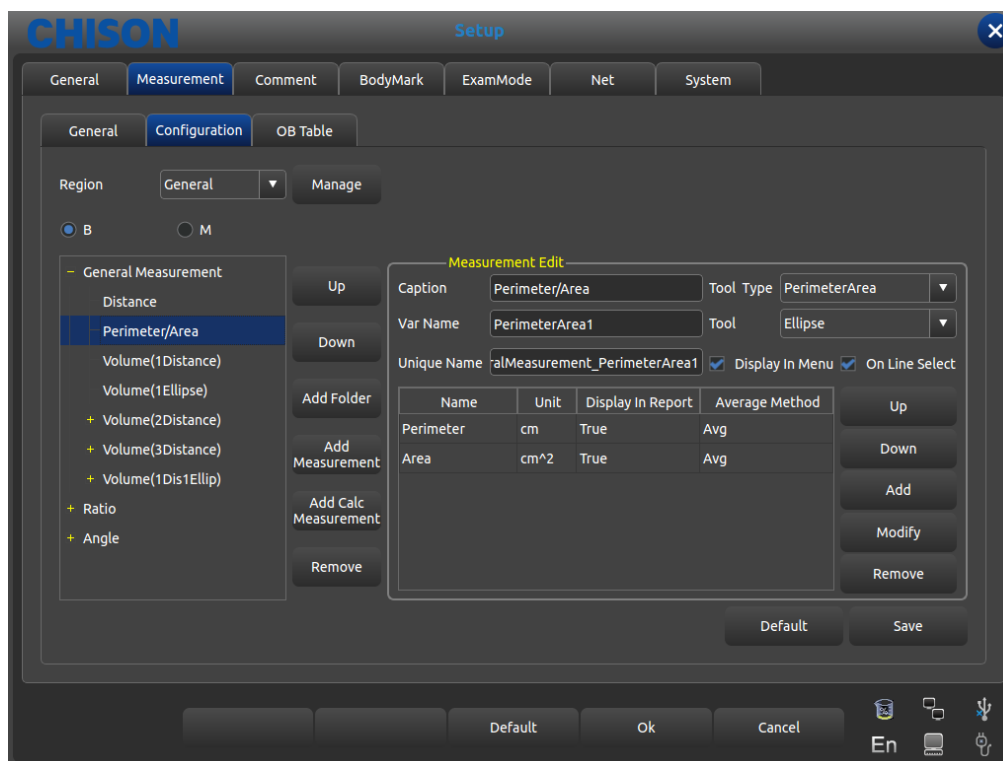 CHISON
Setup
General Measurement Comment BodyMark ExamMode Net System
General Configuration OB Table
Region General Manage
B M
General Measurement
Distance
Perimeter/Area
Volume(1Distance)
Volume(1Ellipse)
+ Volume(2Distance)
+ Volume(3Distance)
+ Volume(1Dis1Ellip)
+ Ratio
+ Angle
Up
Down
Add Folder
Add
Measurement
Add Calc
Measurement
Remove
Measurement Edit
Caption Perimeter/Area Tool Type PerimeterArea
Var Name PerimeterArea1 Tool Ellipse
Unique Name ralMeasurement_PerimeterArea1 Display In Menu On Line Select
Name Unit Display In Report Average Method
Perimeter cm True Avg
Area cm^2 True Avg
Up
Down
Add
Modify
Remove
Default Save
Default Ok Cancel
En